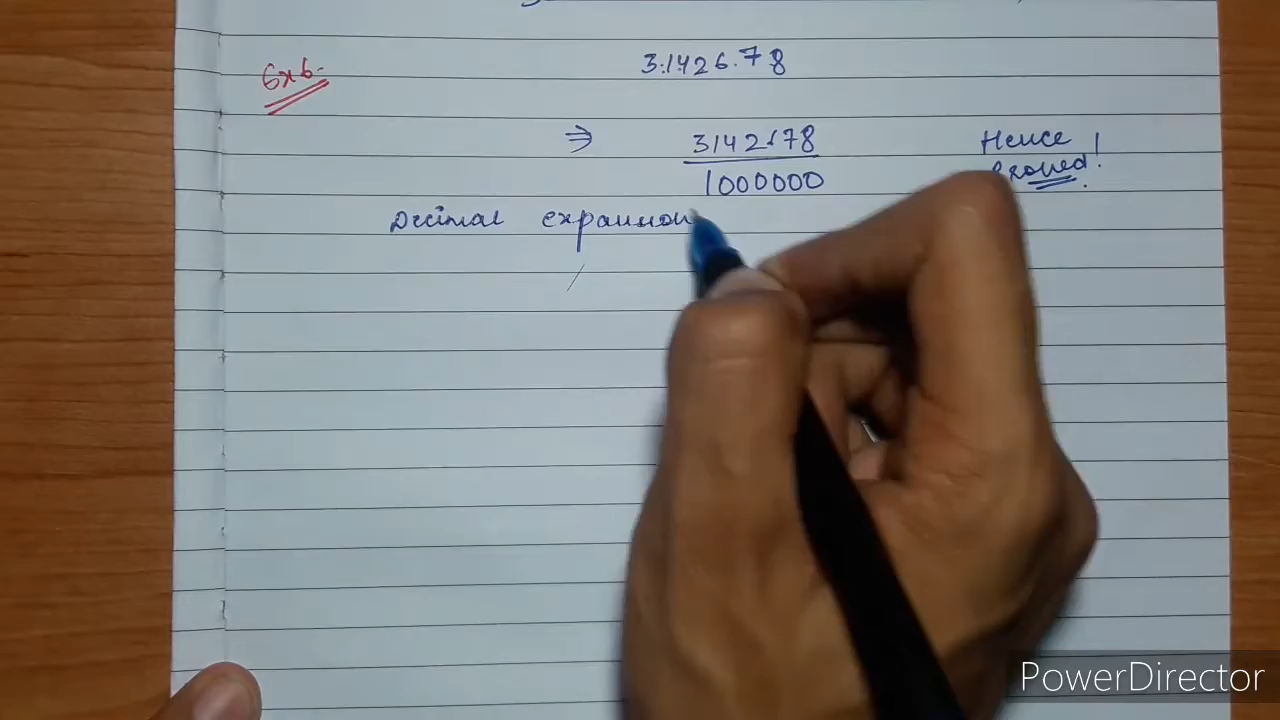 Ex 6.
3.1426.78
⇒ 3142678
1000000
Hence Proved!
Decimal expansion
PowerDirector